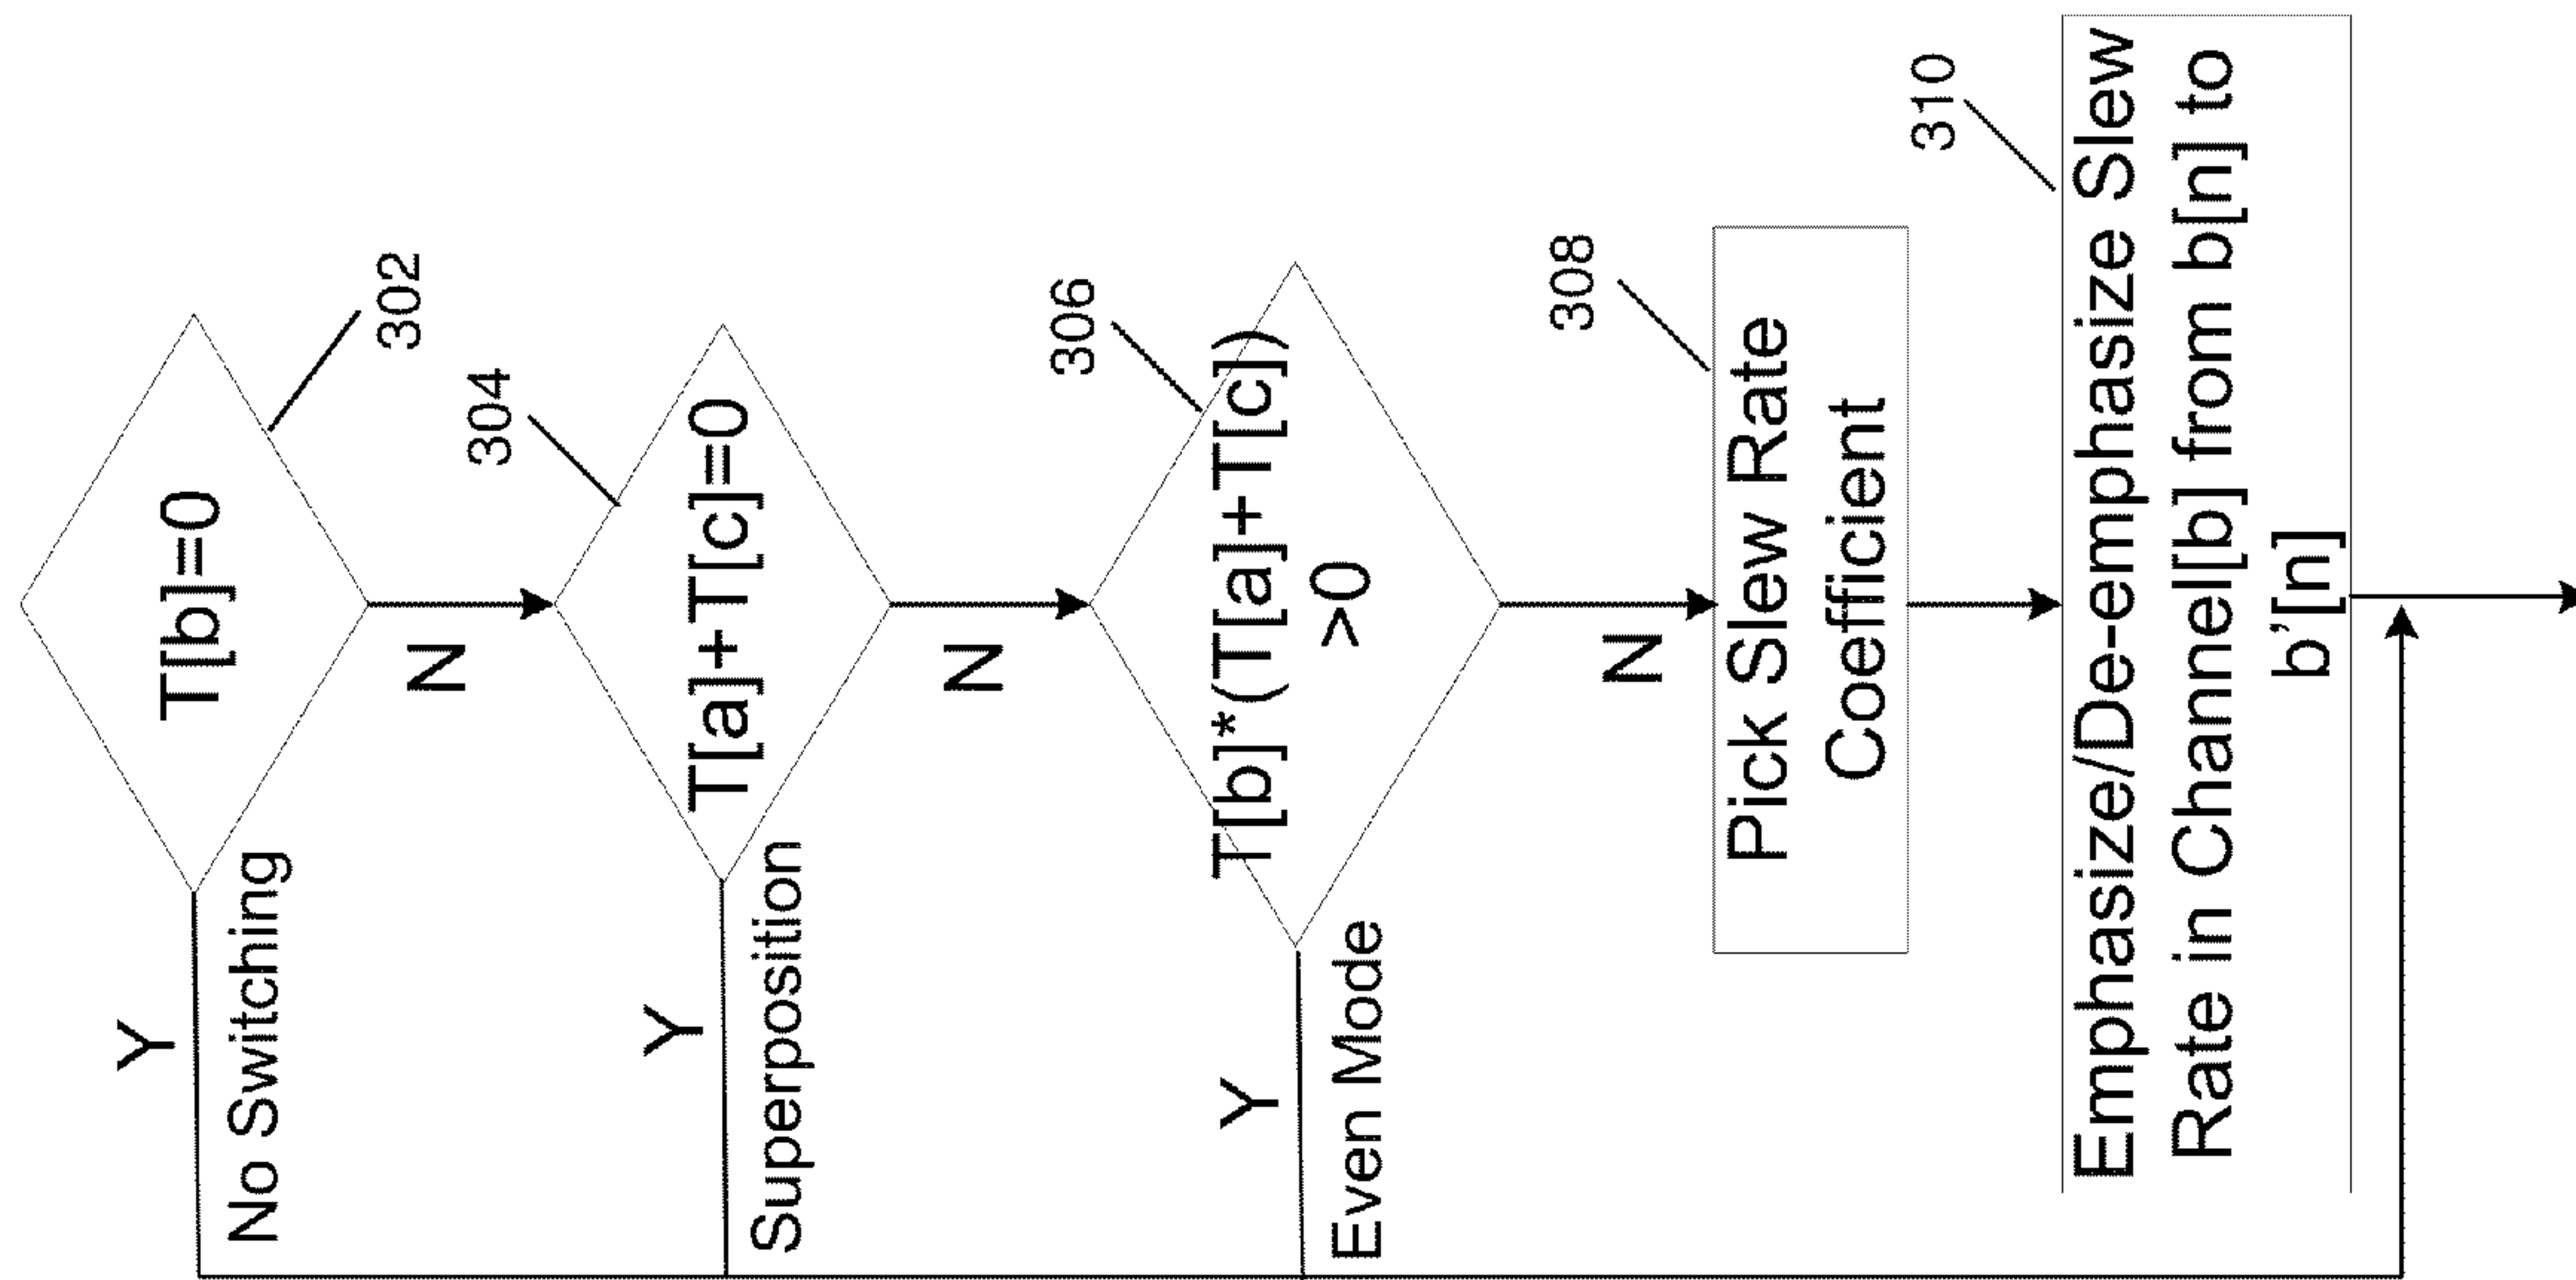 T[b]=0
302
Y
No Switching
N
304
T[a]+T[c]=0
Y
Superposition
N
306
T[b]*(T[a]+T[c])
>0
Y
Even Mode
N
308
Pick Slew Rate
Coefficient
310
Emphasize/De-emphasize Slew
Rate in Channel[b] from b[n] to
b'[n]